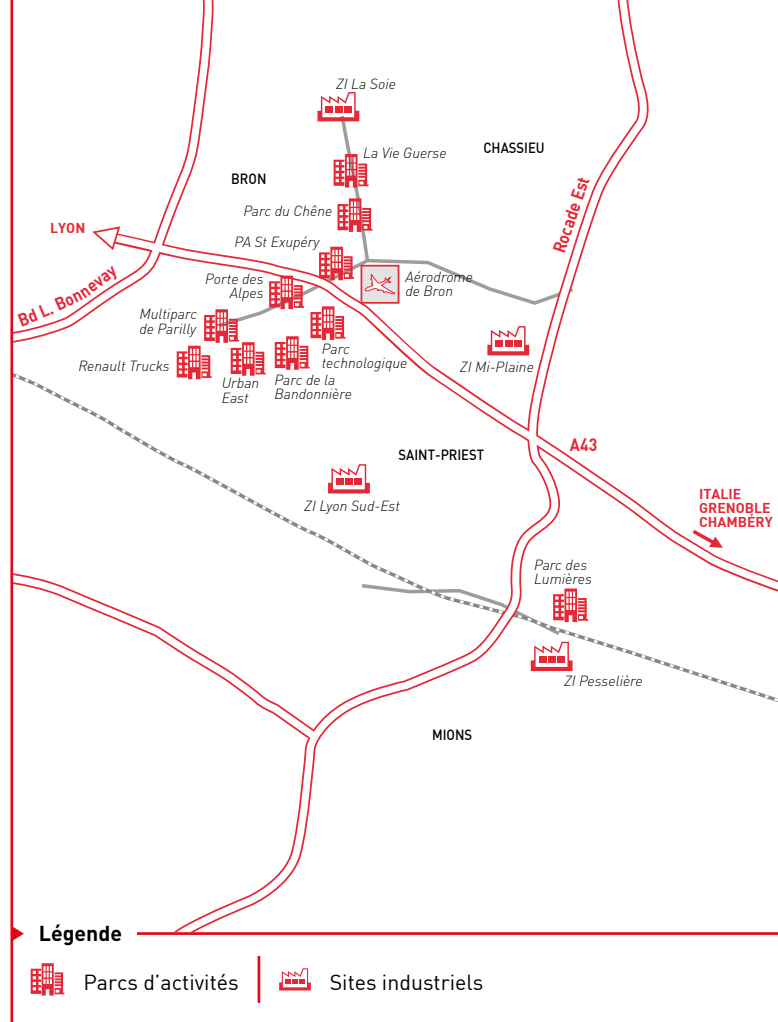 ZI La Soie
CHASSIEU
La Vie Guerse
BRON
Parc du Chêne
Rocade Est
LYON
PA St Exupéry
Aérodrome
de Bron
Porte des
Alpes
Bd L. Bonnevay
Multiparc
de Parilly
Parc
technologique
ZI Mi-Plaine
Renault Trucks
Urban
East
Parc de la
Bandonnière
A43
SAINT-PRIEST
ZI Lyon Sud-Est
ITALIE
GRENOBLE
CHAMBÉRY
Parc des
Lumières
ZI Pesselière
MIONS
Légende
Parcs d'activités
Sites industriels